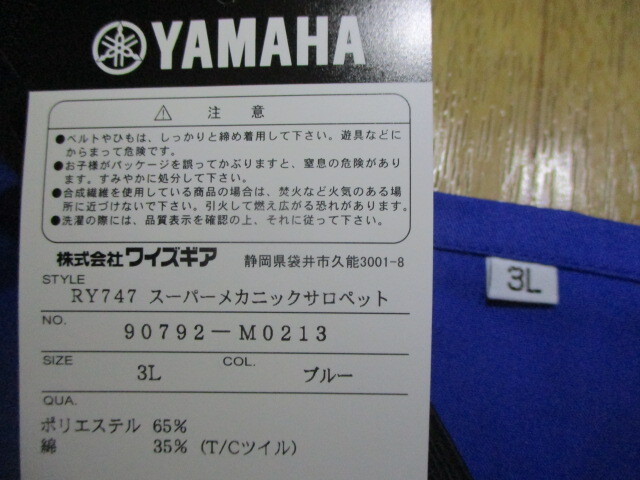 YAMAHA
⚠ 注 意
●ベルトやひもは、しっかりと締め着用して下さい。遊具などに
からまって危険です。
●お子様がパッケージを誤ってかぶりますと、窒息の危険があり
ます。すみやかに処分して下さい。
●合成繊維を使用している商品の場合は、焚火など火気のある場
所に近づけないで下さい。引火して燃え広がる恐れがあります。
●洗濯の際には、品質表示を確認の上、それに従って下さい。
株式会社ワイズギア 静岡県袋井市久能3001-8
STYLE
RY747 スーパーメカニックサロペット
NO.
90792-M0213
SIZE COL.
3L ブルー
QUA.
ポリエステル 65%
綿 35% (T/Cツイル)
3L